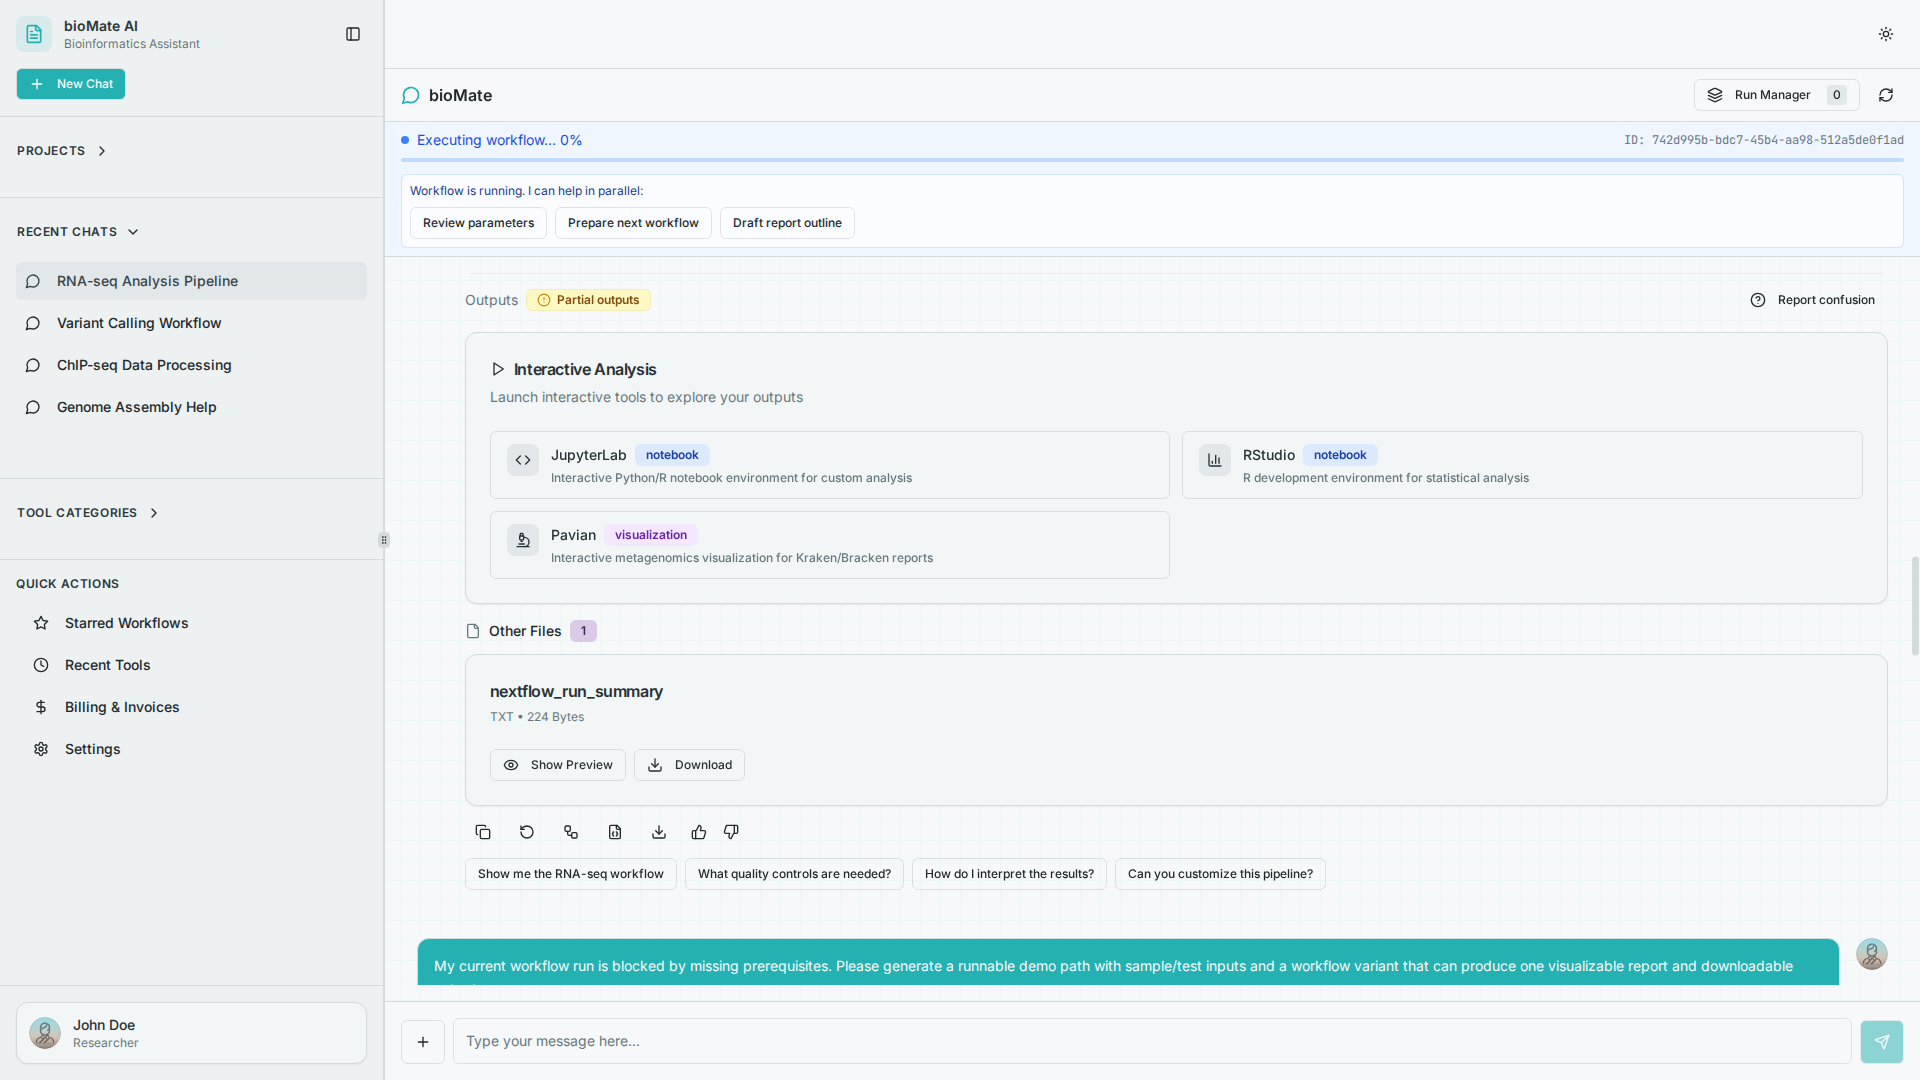 bioMate AI
Bioinformatics Assistant
New Chat
PROJECTS
RECENT CHATS
RNA-seq Analysis Pipeline
Variant Calling Workflow
ChIP-seq Data Processing
Genome Assembly Help
TOOL CATEGORIES
QUICK ACTIONS
Starred Workflows
Recent Tools
Billing & Invoices
Settings
John Doe
Researcher
bioMate
Run Manager 0
Executing workflow... 0%
ID: 742d995b-bdc7-45b4-aa98-512a5de0f1ad
Workflow is running. I can help in parallel:
Review parameters
Prepare next workflow
Draft report outline
Outputs
Partial outputs
Report confusion
Interactive Analysis
Launch interactive tools to explore your outputs
JupyterLab notebook
Interactive Python/R notebook environment for custom analysis
RStudio notebook
R development environment for statistical analysis
Pavian visualization
Interactive metagenomics visualization for Kraken/Bracken reports
Other Files 1
nextflow_run_summary
TXT • 224 Bytes
Show Preview
Download
Show me the RNA-seq workflow
What quality controls are needed?
How do I interpret the results?
Can you customize this pipeline?
My current workflow run is blocked by missing prerequisites. Please generate a runnable demo path with sample/test inputs and a workflow variant that can produce one visualizable report and downloadable
Type your message here...